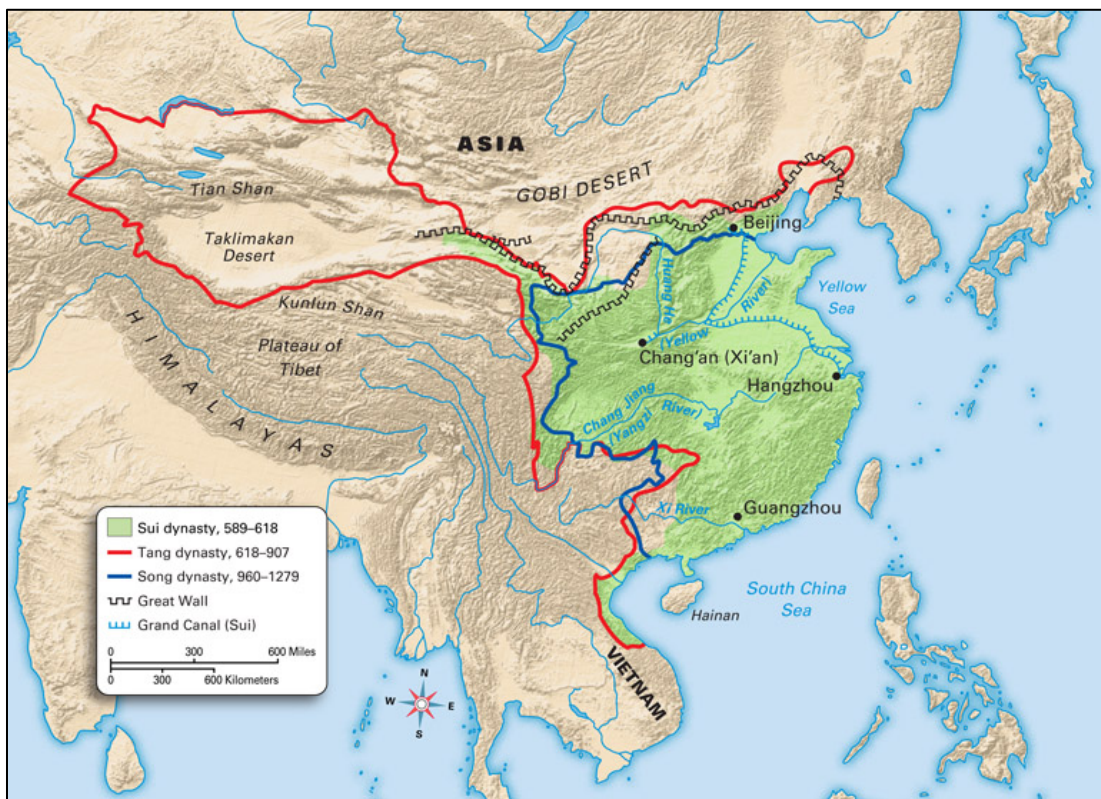 ASIA
GOBI DESERT
Tian Shan
Taklimakan
Desert
Beijing
Huang He
(Yellow River)
Yellow
Sea
Kunlun Shan
Plateau of
Tibet
HIMALAYAS
Chang'an (Xi'an)
Hangzhou
Chang Jiang
(Yangzi River)
Xi River
Guangzhou
South China
Sea
Hainan
VIETNAM
Sui dynasty, 589–618
Tang dynasty, 618–907
Song dynasty, 960–1279
Great Wall
Grand Canal (Sui)
0 300 600 Miles
0 300 600 Kilometers
N
W E
S